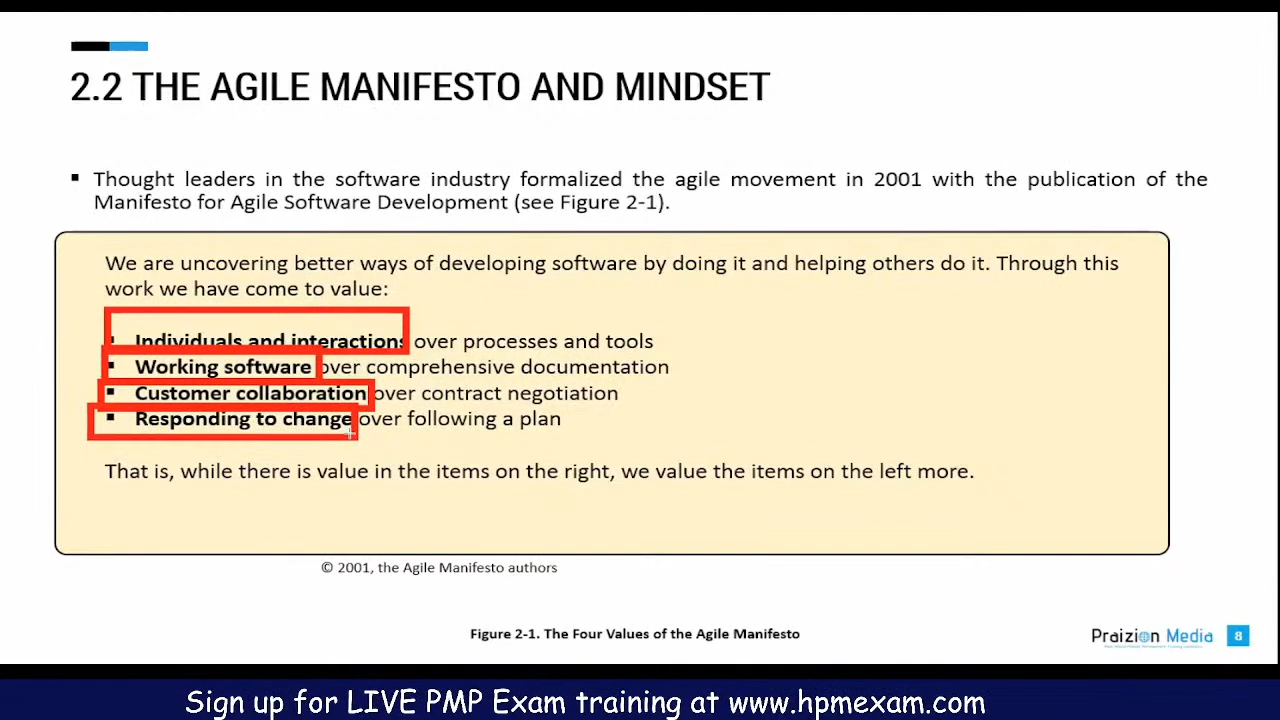 2.2 THE AGILE MANIFESTO AND MINDSET
▪ Thought leaders in the software industry formalized the agile movement in 2001 with the publication of the
Manifesto for Agile Software Development (see Figure 2-1).
We are uncovering better ways of developing software by doing it and helping others do it. Through this
work we have come to value:
▪ Individuals and interactions over processes and tools
▪ Working software over comprehensive documentation
▪ Customer collaboration over contract negotiation
▪ Responding to change over following a plan
That is, while there is value in the items on the right, we value the items on the left more.
© 2001, the Agile Manifesto authors
Figure 2-1. The Four Values of the Agile Manifesto
Praizion Media 8
Sign up for LIVE PMP Exam training at www.hpmexam.com